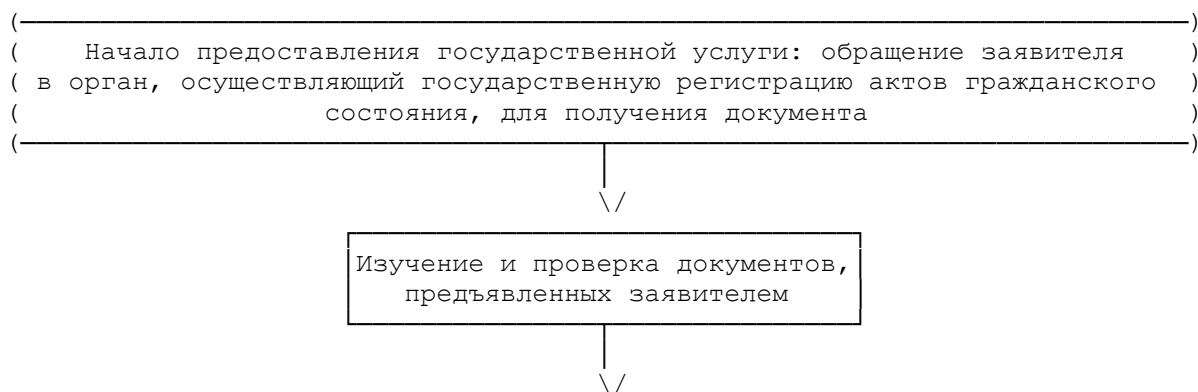 Начало предоставления государственной услуги: обращение заявителя
в орган, осуществляющий государственную регистрацию актов гражданского
состояния, для получения документа
Изучение и проверка документов,
предъявленных заявителем